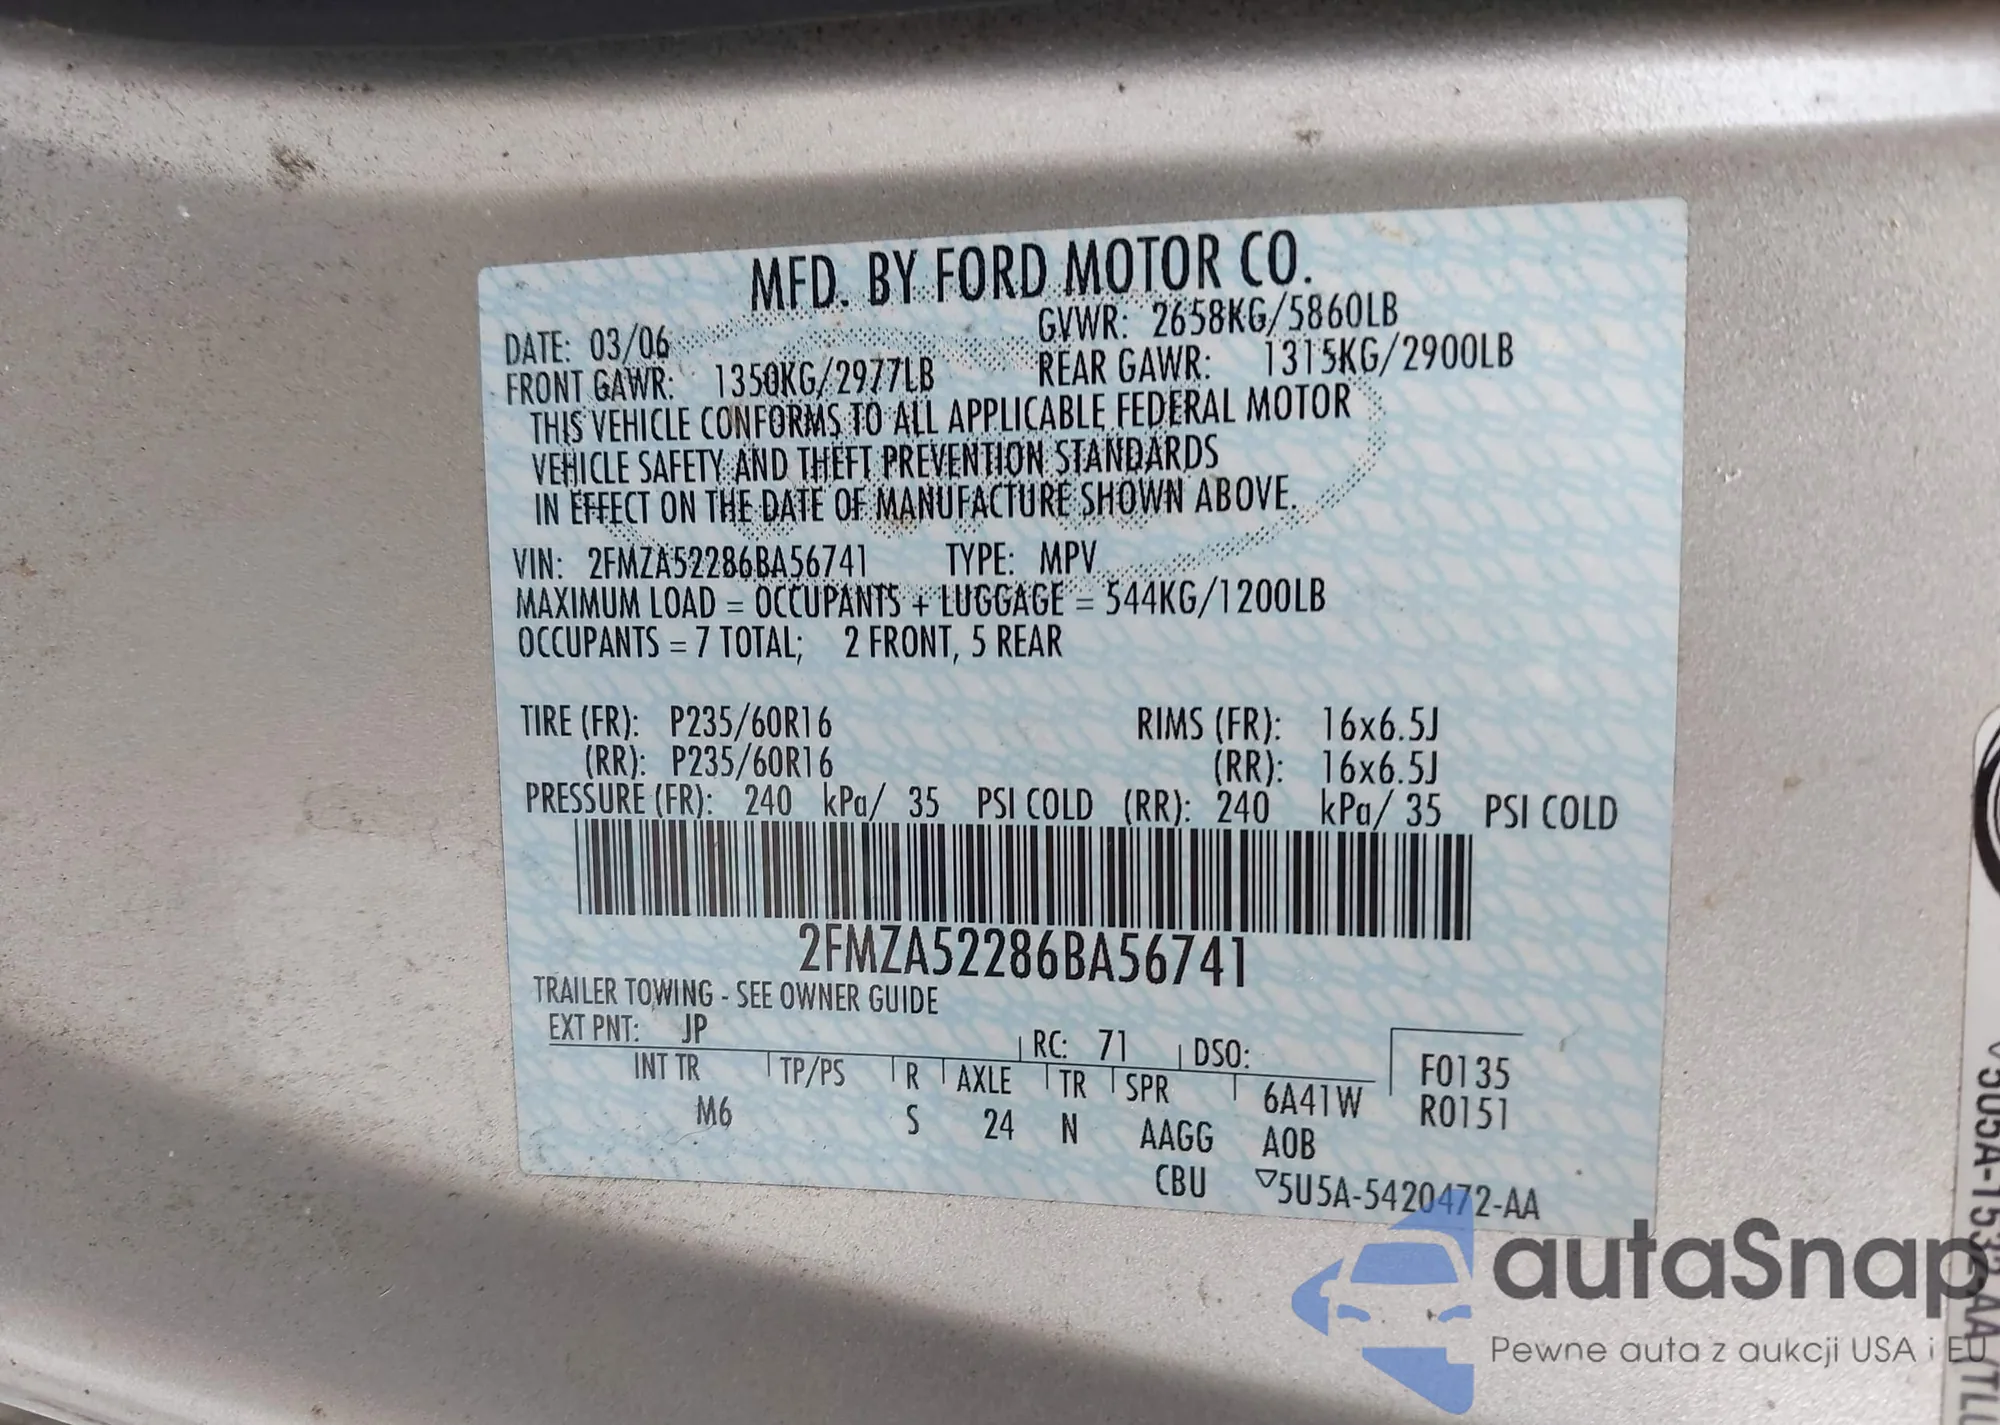 MFD. BY FORD MOTOR CO.
DATE: 03/06 GVWR: 2658KG/5860LB
FRONT GAWR: 1350KG/2977LB REAR GAWR: 1315KG/2900LB
THIS VEHICLE CONFORMS TO ALL APPLICABLE FEDERAL MOTOR
VEHICLE SAFETY AND THEFT PREVENTION STANDARDS
IN EFFECT ON THE DATE OF MANUFACTURE SHOWN ABOVE.
VIN: 2FMZA52286BA56741 TYPE: MPV
MAXIMUM LOAD = OCCUPANTS + LUGGAGE = 544KG/1200LB
OCCUPANTS = 7 TOTAL; 2 FRONT, 5 REAR
TIRE (FR): P235/60R16 RIMS (FR): 16x6.5J
(RR): P235/60R16 (RR): 16x6.5J
PRESSURE (FR): 240 kPa/ 35 PSI COLD (RR): 240 kPa/ 35 PSI COLD
2FMZA52286BA56741
TRAILER TOWING - SEE OWNER GUIDE
EXT PNT: JP RC: 71 DSO: F0135
INT TR TP/PS R AXLE TR SPR 6A41W R0151
M6 S 24 N AAGG A0B
CBU ▽5U5A-5420472-AA
autaSnap
Pewne auta z aukcji USA i EU